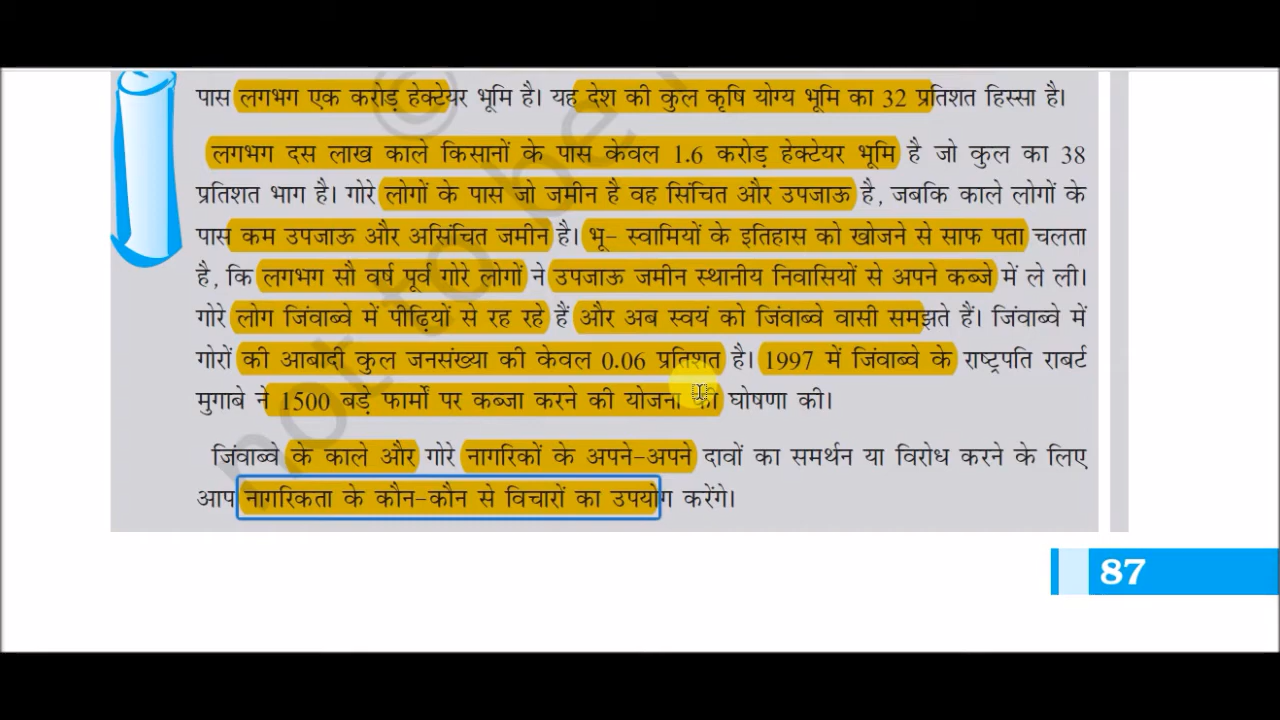 पास लगभग एक करोड़ हेक्टेयर भूमि है। यह देश की कुल कृषि योग्य भूमि का 32 प्रतिशत हिस्सा है।
लगभग दस लाख काले किसानों के पास केवल 1.6 करोड़ हेक्टेयर भूमि है जो कुल का 38
प्रतिशत भाग है। गोरे लोगों के पास जो जमीन है वह सिंचित और उपजाऊ है, जबकि काले लोगों के
पास कम उपजाऊ और असिंचित जमीन है। भू- स्वामियों के इतिहास को खोजने से साफ पता चलता
है, कि लगभग सौ वर्ष पूर्व गोरे लोगों ने उपजाऊ जमीन स्थानीय निवासियों से अपने कब्जे में ले ली।
गोरे लोग जिंवाब्वे में पीढ़ियों से रह रहे हैं और अब स्वयं को जिंवाब्वे वासी समझते हैं। जिंवाब्वे में
गोरों की आबादी कुल जनसंख्या की केवल 0.06 प्रतिशत है। 1997 में जिंवाब्वे के राष्ट्रपति राबर्ट
मुगाबे ने 1500 बड़े फार्मों पर कब्जा करने की योजना की घोषणा की।
जिंवाब्वे के काले और गोरे नागरिकों के अपने-अपने दावों का समर्थन या विरोध करने के लिए
आप नागरिकता के कौन-कौन से विचारों का उपयोग करेंगे।
87
© not to be